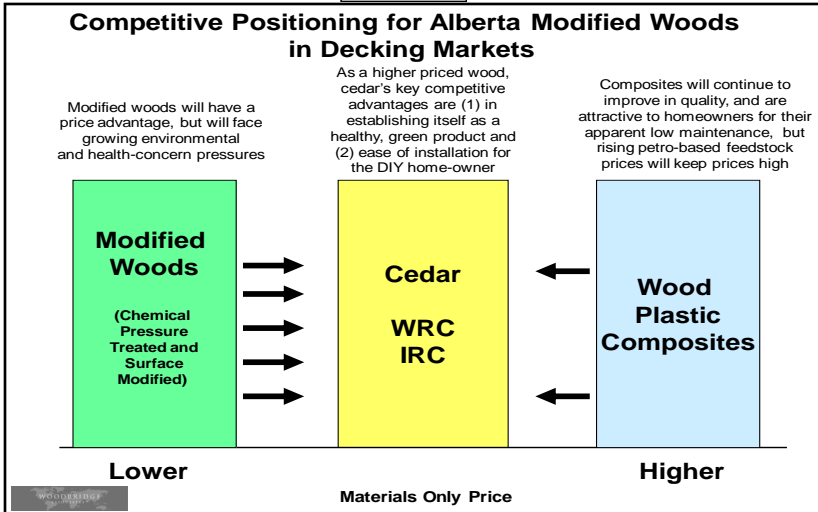 Competitive Positioning for Alberta Modified Woods
in Decking Markets
Modified woods will have a
price advantage, but will face
growing environmental
and health-concern pressures
As a higher priced wood,
cedar's key competitive
advantages are (1) in
establishing itself as a
healthy, green product and
(2) ease of installation for
the DIY home-owner
Composites will continue to
improve in quality, and are
attractive to homeowners for their
apparent low maintenance, but
rising petro-based feedstock
prices will keep prices high
Modified
Woods
(Chemical
Pressure
Treated and
Surface
Modified)
Cedar
WRC
IRC
Wood
Plastic
Composites
Lower
Higher
Materials Only Price
WOODBRIDGE